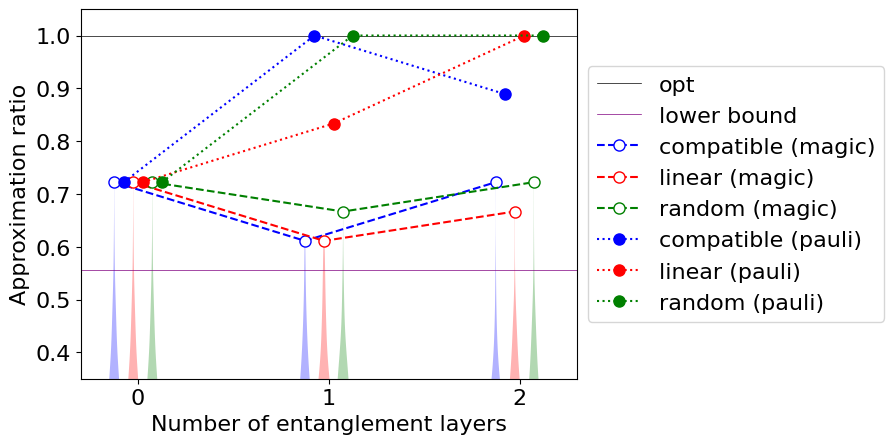 1.0
0.9
0.8
0.7
0.6
0.5
0.4
Approximation ratio
0 1 2
Number of entanglement layers
opt
lower bound
compatible (magic)
linear (magic)
random (magic)
compatible (pauli)
linear (pauli)
random (pauli)